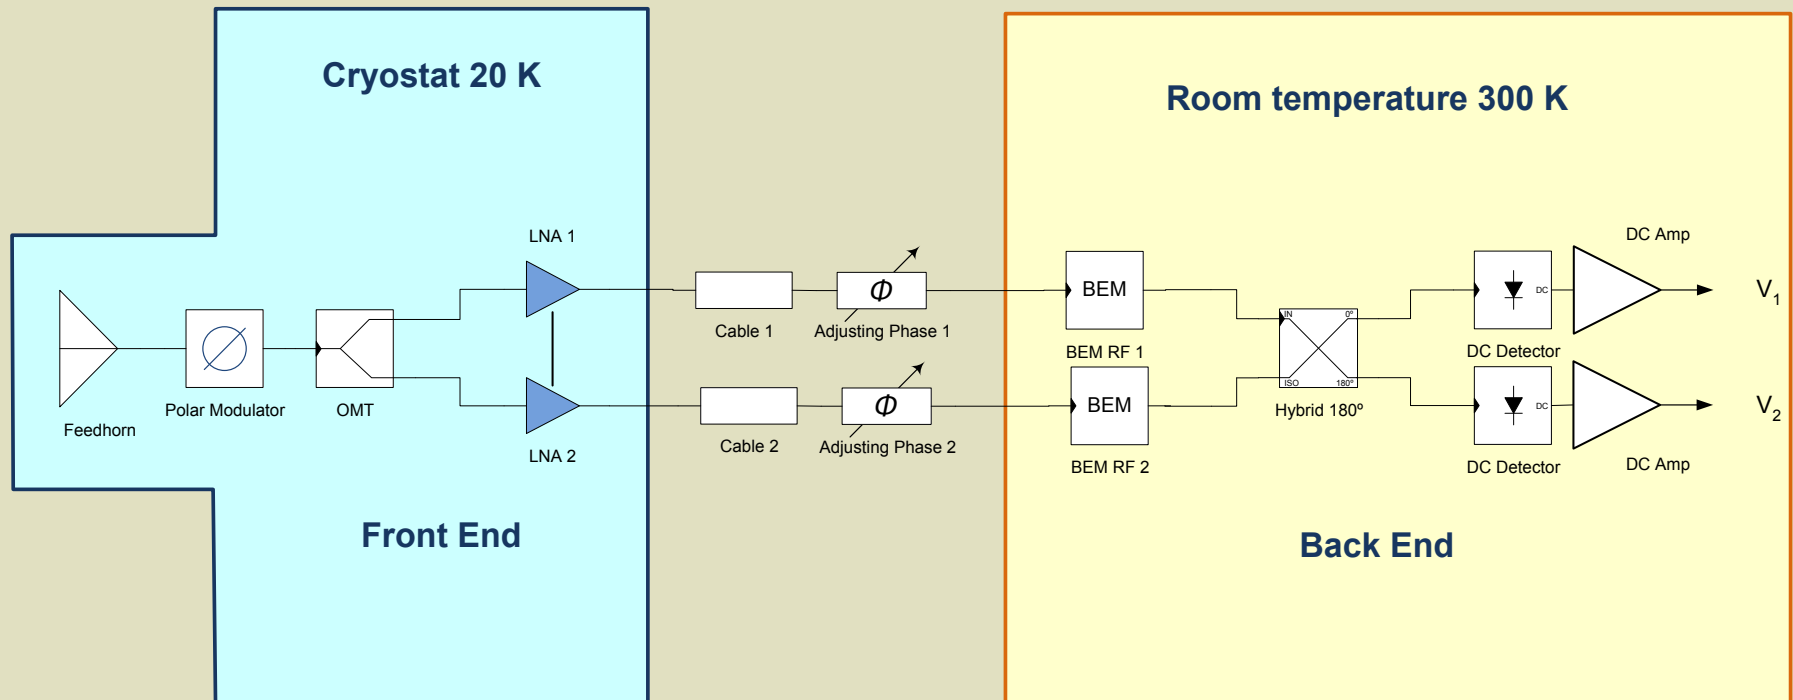 Cryostat 20 K
Room temperature 300 K
LNA 1
DC Amp
Φ
BEM
DC
V1
Cable 1
Adjusting Phase 1
BEM RF 1
IN
0º
ISO
180º
Hybrid 180º
DC Detector
Feedhorn
Polar Modulator
OMT
LNA 2
Φ
BEM
DC
V2
Cable 2
Adjusting Phase 2
BEM RF 2
DC Detector
DC Amp
Front End
Back End